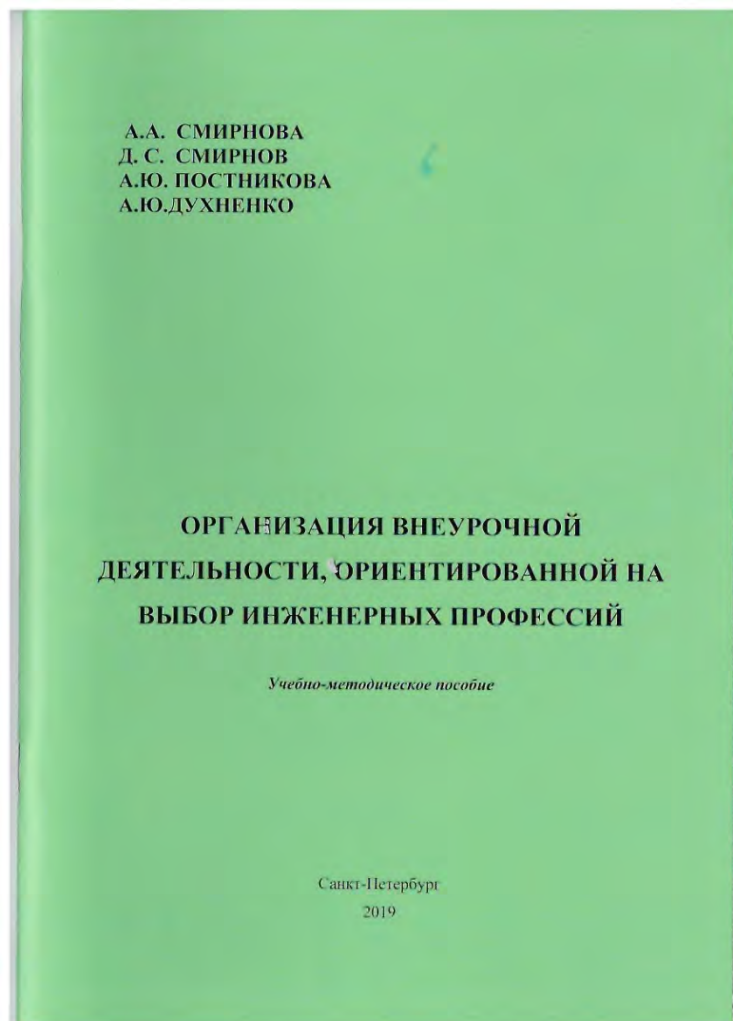 А.А. СМИРНОВА
Д. С. СМИРНОВ
А.Ю. ПОСТНИКОВА
А.Ю.ДУХНЕНКО
ОРГАНИЗАЦИЯ ВНЕУРОЧНОЙ
ДЕЯТЕЛЬНОСТИ, ОРИЕНТИРОВАННОЙ НА
ВЫБОР ИНЖЕНЕРНЫХ ПРОФЕССИЙ
Учебно-методическое пособие
Санкт-Петербург
2019